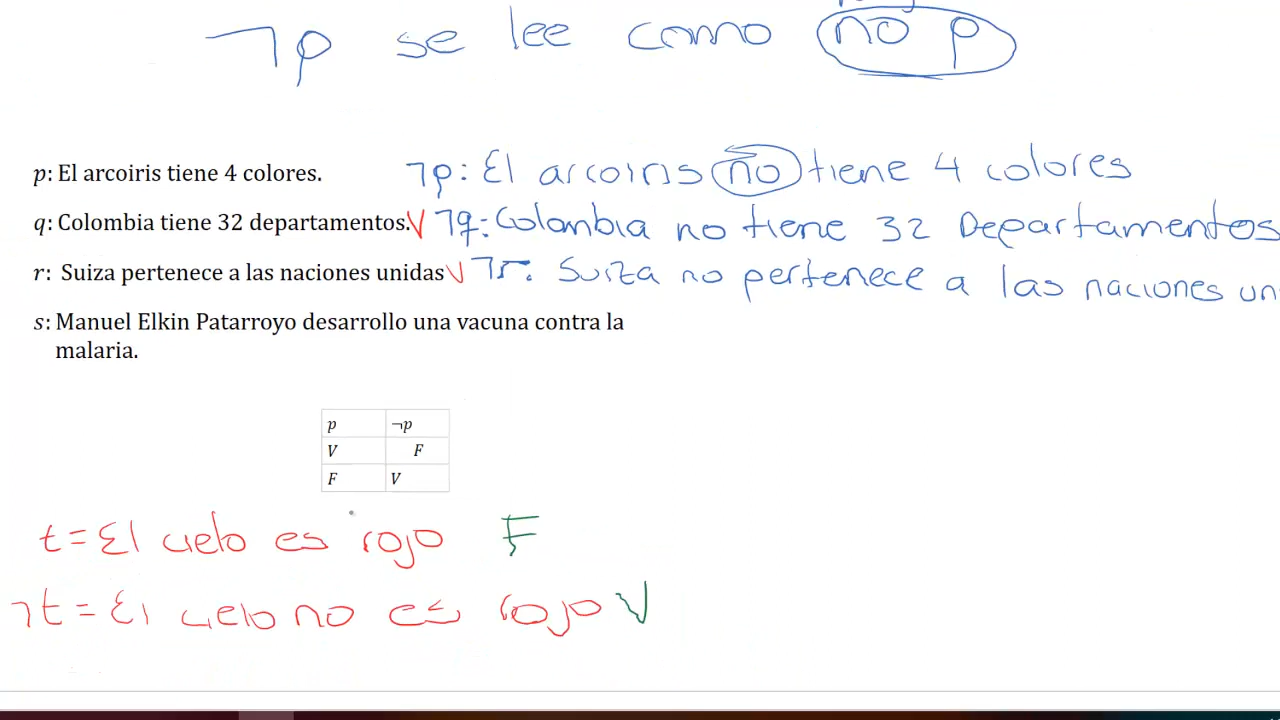 ¬p se lee como no p
p: El arcoiris tiene 4 colores. ¬p: El arcoiris no tiene 4 colores
q: Colombia tiene 32 departamentos. V ¬q: Colombia no tiene 32 Departamentos
r: Suiza pertenece a las naciones unidas V ¬r: Suiza no pertenece a las naciones un
s: Manuel Elkin Patarroyo desarrollo una vacuna contra la
malaria.
p ¬p
V F
F V
t = El cielo es rojo F
¬t = El cielo no es rojo V